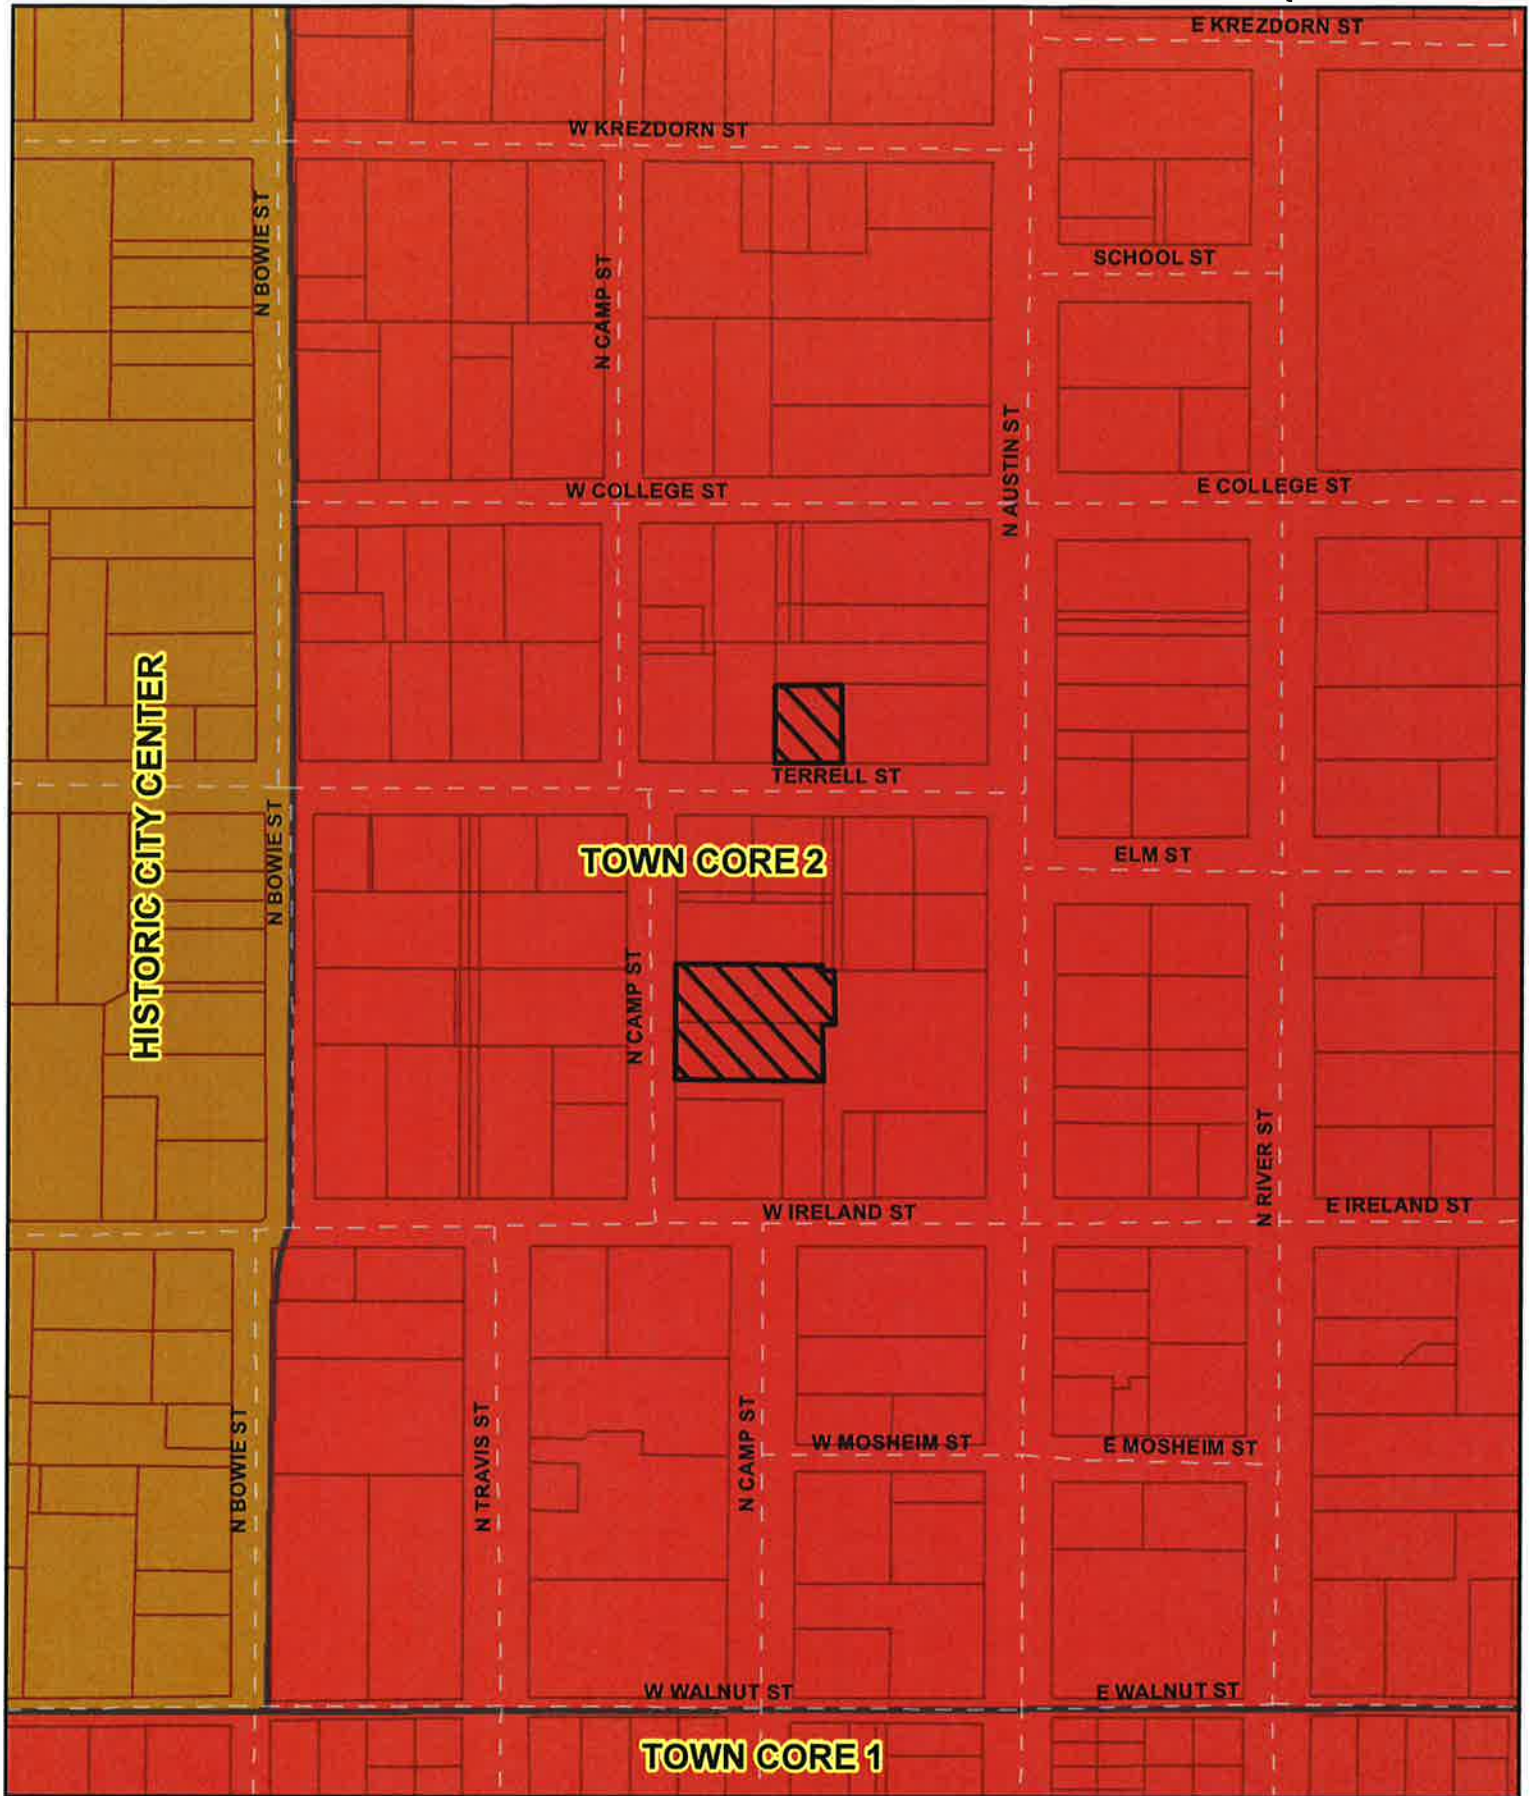 E KREZDORN ST
W KREZDORN ST
N BOWIE ST
SCHOOL ST
N CAMP ST
N AUSTIN ST
W COLLEGE ST
E COLLEGE ST
HISTORIC CITY CENTER
TERRELL ST
N BOWIE ST
TOWN CORE 2
ELM ST
N CAMP ST
N RIVER ST
W IRELAND ST
E IRELAND ST
N BOWIE ST
N TRAVIS ST
N CAMP ST
W MOSHEIM ST
E MOSHEIM ST
W WALNUT ST
E WALNUT ST
TOWN CORE 1